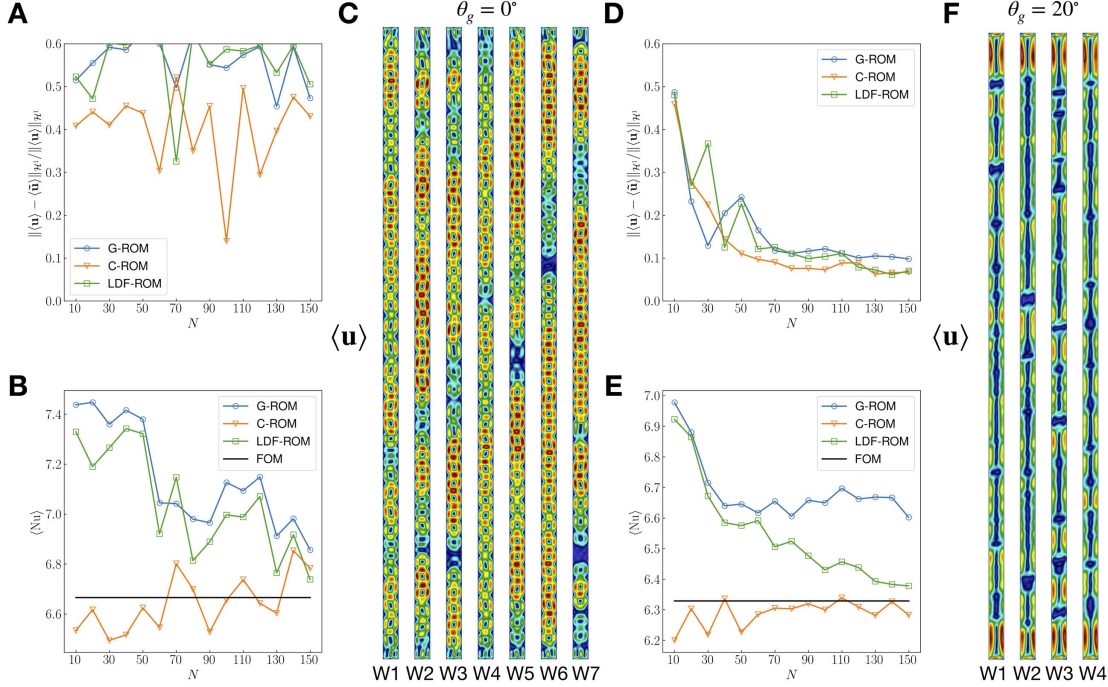 A
0.6
0.5
0.4
0.3
0.2
0.1
0.0
10 30 50 70 90 110 130 150
N
∥⟨u⟩ − ⟨ũ⟩∥_ℋ¹/∥⟨u⟩∥_ℋ¹
G-ROM
C-ROM
LDF-ROM
B
7.4
7.2
7.0
6.8
6.6
10 30 50 70 90 110 130 150
N
⟨Nu⟩
G-ROM
C-ROM
LDF-ROM
FOM
C
θ_g = 0°
⟨u⟩
W1 W2 W3 W4 W5 W6 W7
D
0.6
0.5
0.4
0.3
0.2
0.1
0.0
10 30 50 70 90 110 130 150
N
∥⟨u⟩ − ⟨ũ⟩∥_ℋ¹/∥⟨u⟩∥_ℋ¹
G-ROM
C-ROM
LDF-ROM
E
7.0
6.9
6.8
6.7
6.6
6.5
6.4
6.3
6.2
10 30 50 70 90 110 130 150
N
⟨Nu⟩
G-ROM
C-ROM
LDF-ROM
FOM
F
θ_g = 20°
⟨u⟩
W1 W2 W3 W4